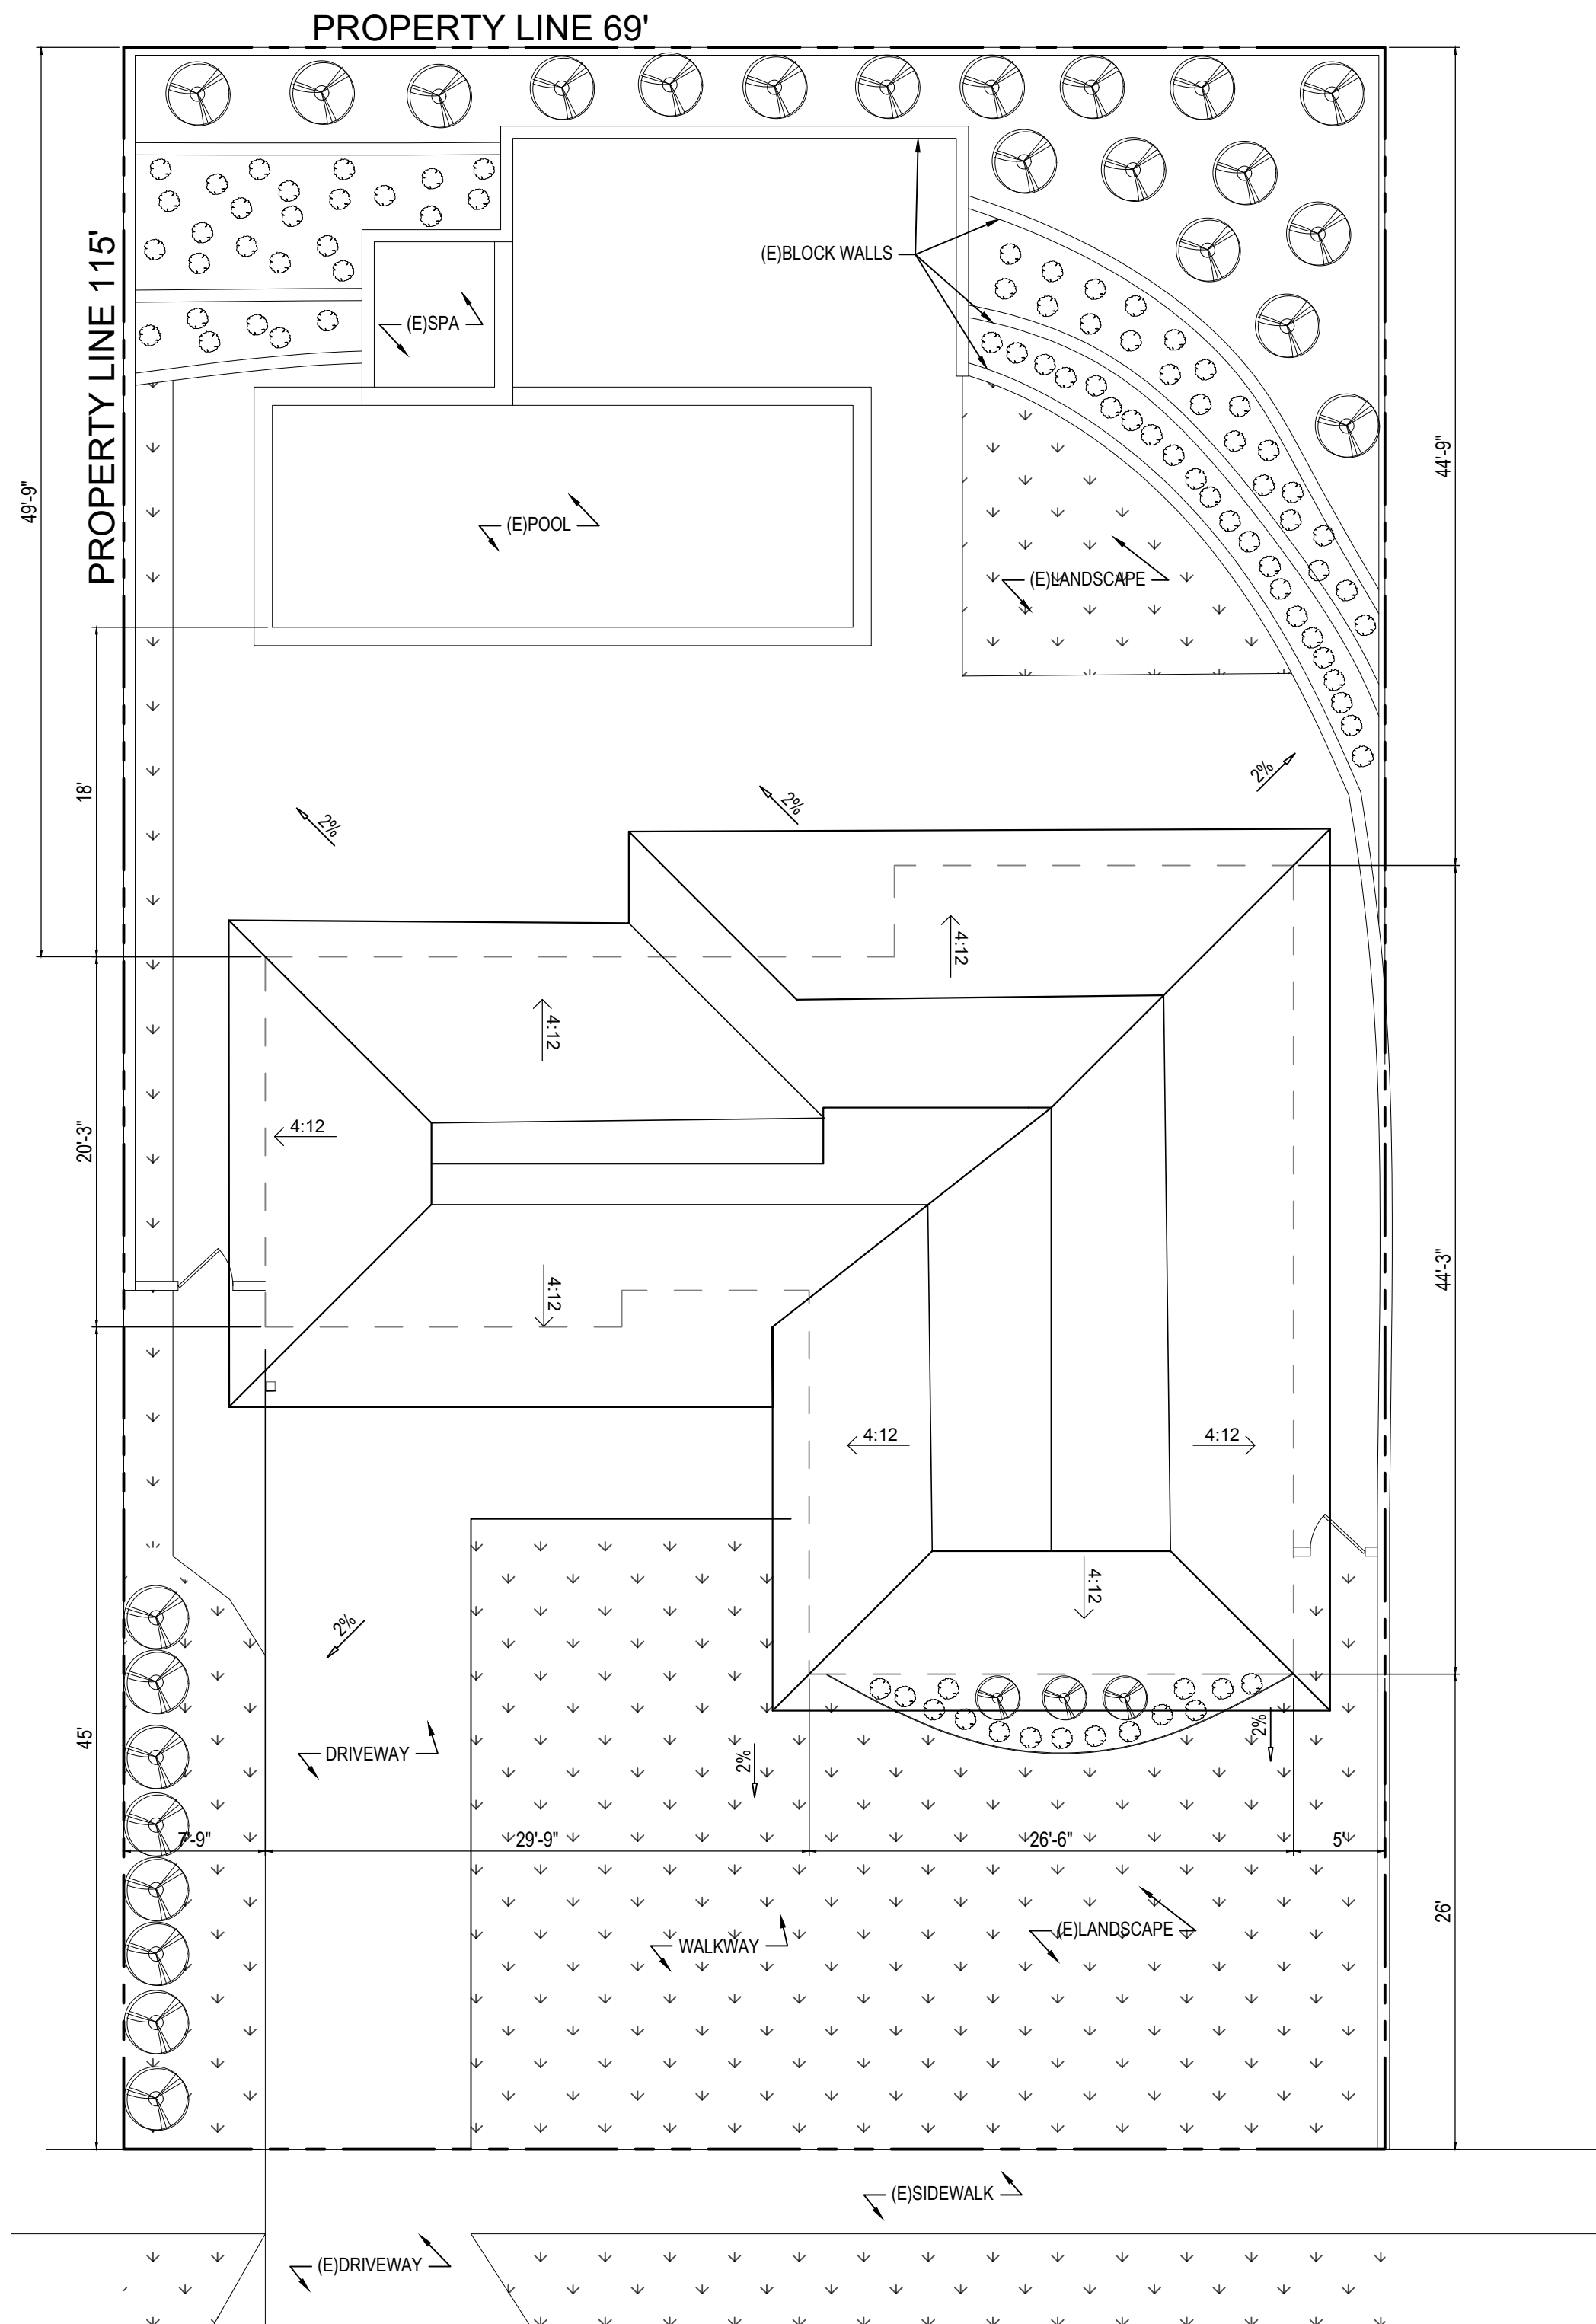 PROPERTY LINE 69'
PROPERTY LINE 115'
(E)BLOCK WALLS
(E)SPA
44'-9"
49'-9"
(E)POOL
(E)LANDSCAPE
18'
2%
2%
2%
4:12
4:12
4:12
20'-3"
44'-3"
4:12
4:12
4:12
4:12
2%
45'
DRIVEWAY
2%
2%
7'-9"
29'-9"
26'-6"
5'
26'
WALKWAY
(E)LANDSCAPE
(E)SIDEWALK
(E)DRIVEWAY